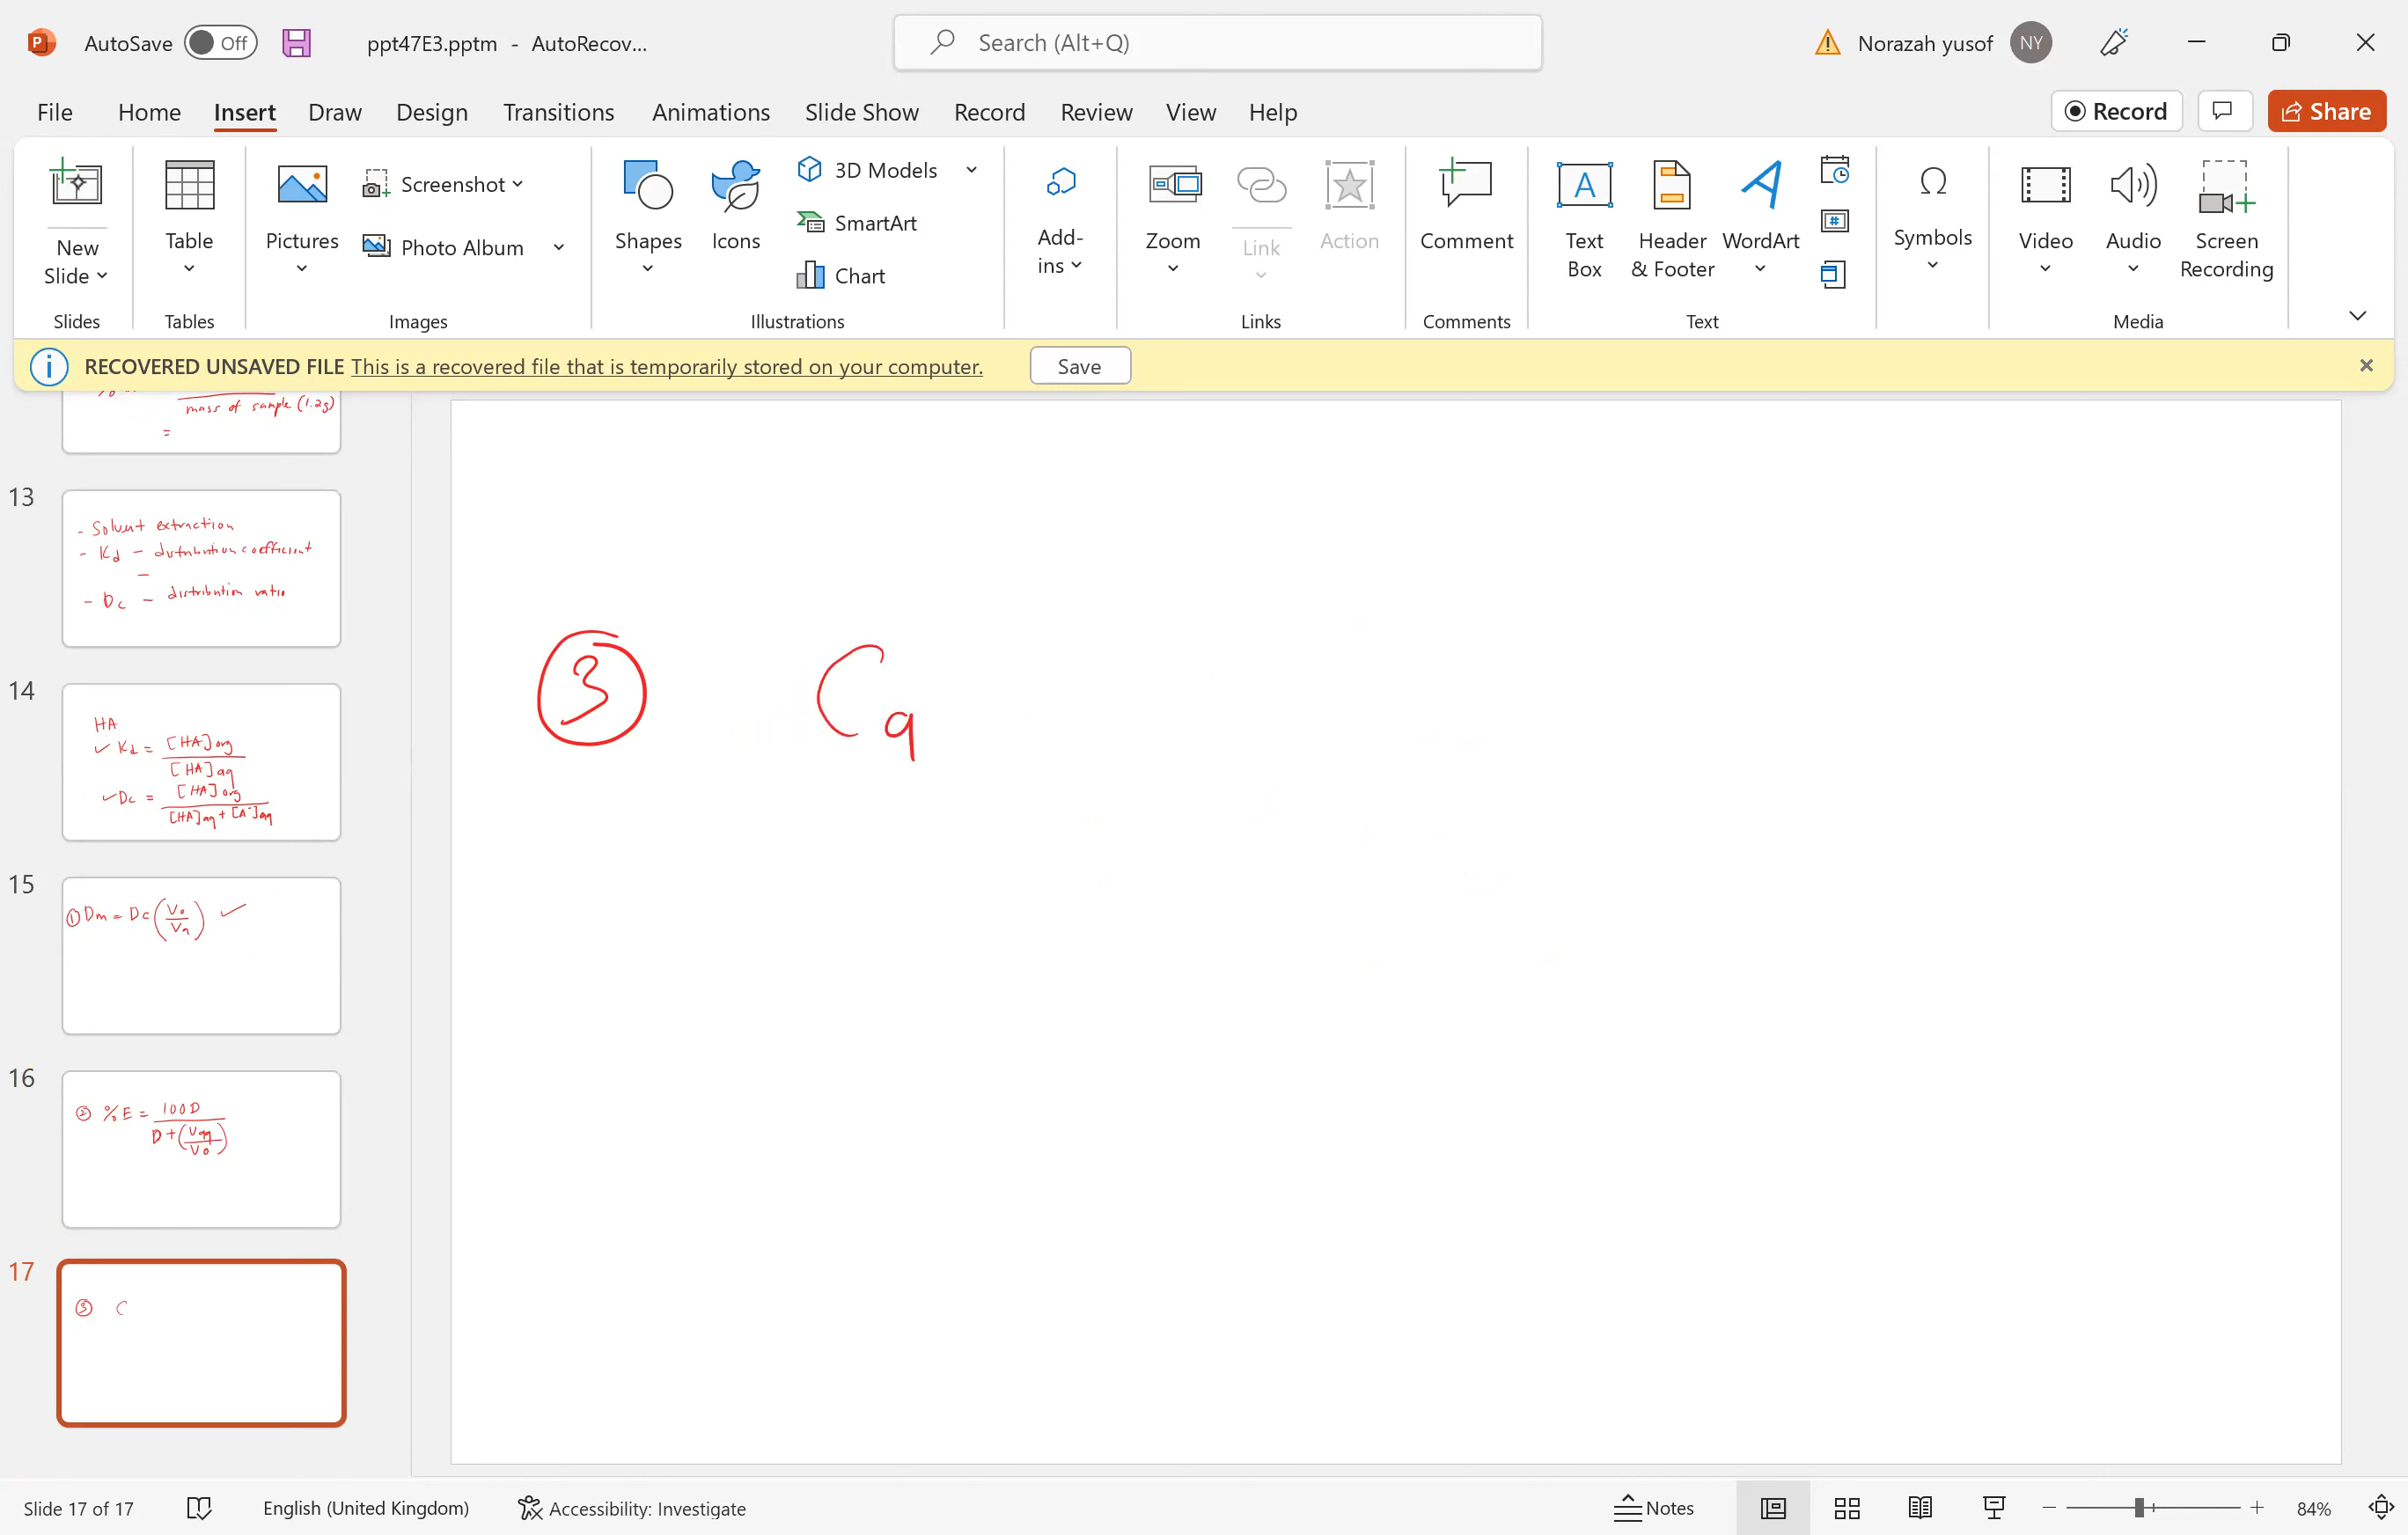 AutoSave Off ppt47E3.pptm - AutoRecov... Search (Alt+Q) Norazah yusof NY
File Home Insert Draw Design Transitions Animations Slide Show Record Review View Help Record Share
New Slide Table Pictures Screenshot Photo Album Shapes Icons 3D Models SmartArt Chart Add-ins Zoom Link Action Comment Text Box Header & Footer WordArt Symbols Video Audio Screen Recording
Slides Tables Images Illustrations Links Comments Text Media
RECOVERED UNSAVED FILE This is a recovered file that is temporarily stored on your computer. Save
mass of sample (1.2g)
=
13
- Solvent extraction
- Kd - distribution coefficient
-
- Dc - distribution ratio
14
HA
✓ Kd = [HA]org / [HA]aq
✓ Dc = [HA]org / [HA]aq + [A-]aq
15
① Dm = Dc (Vo / Va) ✓
16
② %E = 100D / D + (Vaq / Vo)
17
③ C
③ Cq
Slide 17 of 17 English (United Kingdom) Accessibility: Investigate Notes 84%